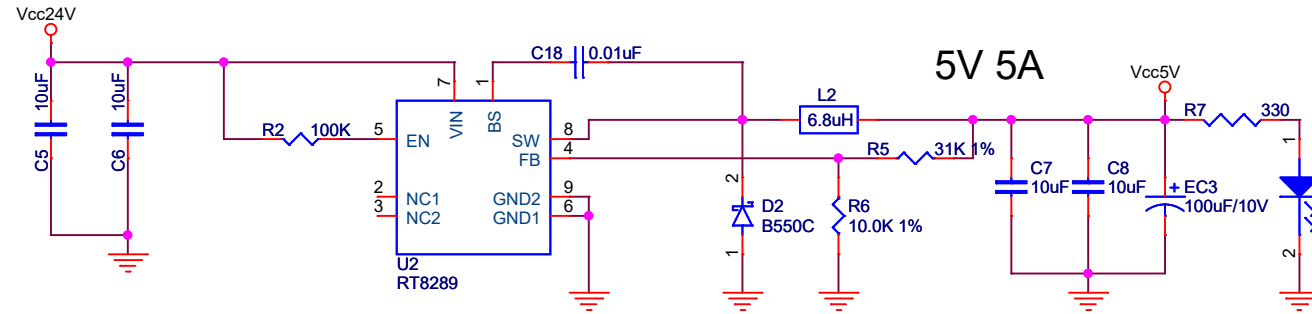 Vcc24V
10uF
C5
10uF
C6
R2 100K
5 EN
7 VIN
1 BS
SW 8
FB 4
2 NC1
3 NC2
GND2 9
GND1 6
U2
RT8289
C18 0.01uF
5V 5A
L2
6.8uH
R5 31K 1%
2
D2
B550C
1
R6
10.0K 1%
C7
10uF
C8
10uF
Vcc5V
+ EC3
100uF/10V
R7 330
1
2